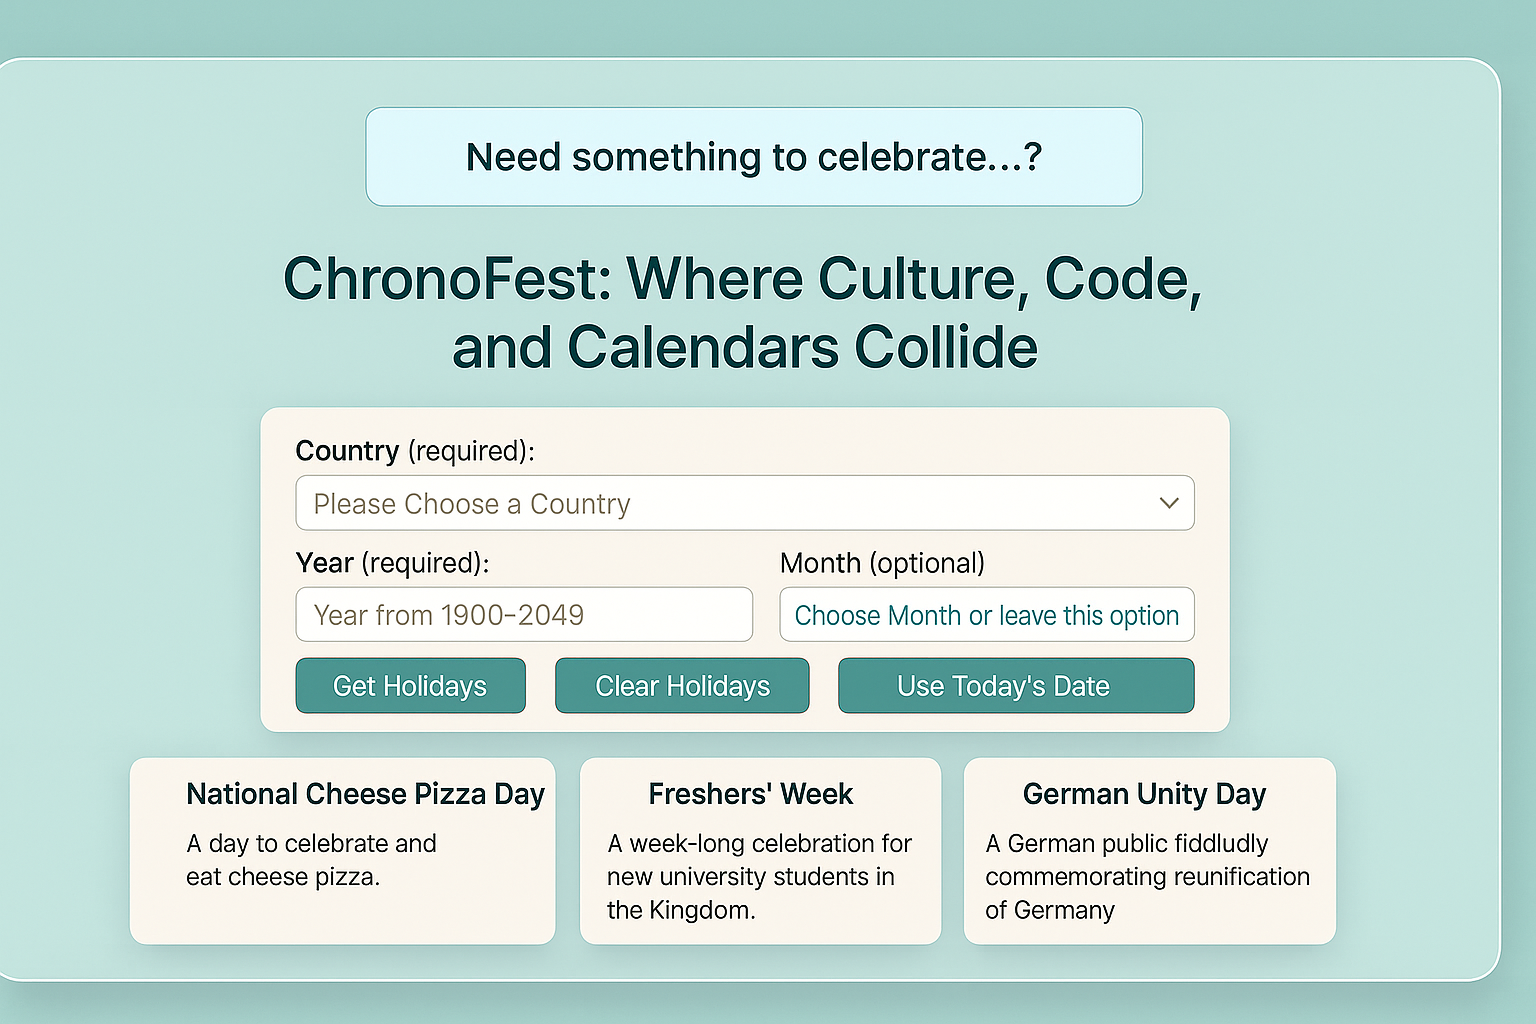 Need something to celebrate...?
ChronoFest: Where Culture, Code,
and Calendars Collide
Country (required):
Please Choose a Country
Year (required):
Month (optional)
Year from 1900-2049
Choose Month or leave this option
Get Holidays
Clear Holidays
Use Today's Date
National Cheese Pizza Day
A day to celebrate and
eat cheese pizza.
Freshers' Week
A week-long celebration for
new university students in
the Kingdom.
German Unity Day
A German public fiddludly
commemorating reunification
of Germany